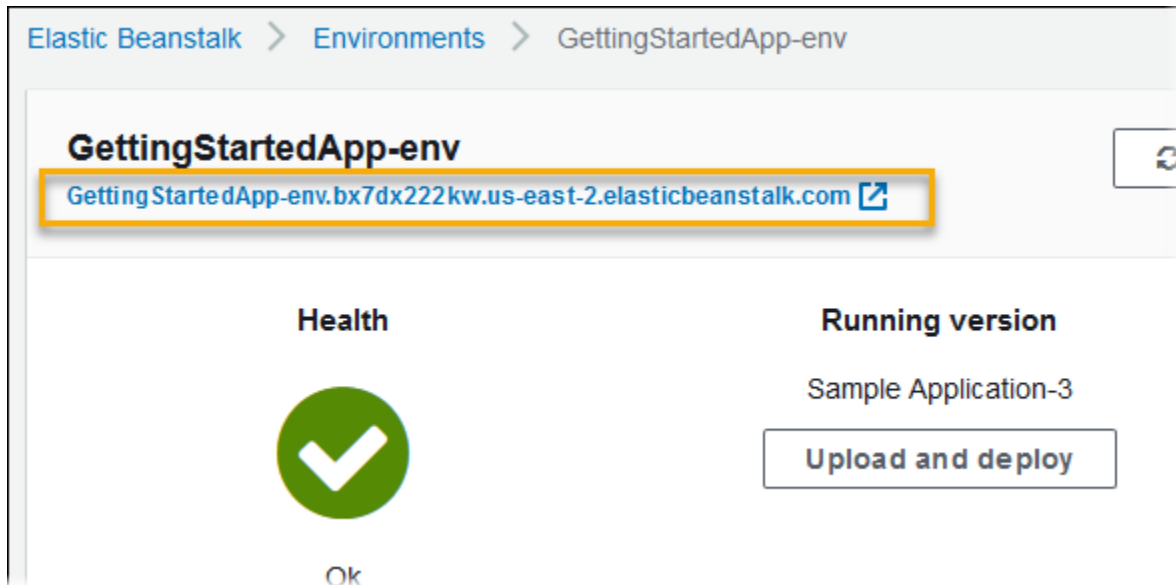 Elastic Beanstalk > Environments > GettingStartedApp-env
GettingStartedApp-env
GettingStartedApp-env.bx7dx222kw.us-east-2.elasticbeanstalk.com
Health
Running version
Sample Application-3
Upload and deploy
Ok